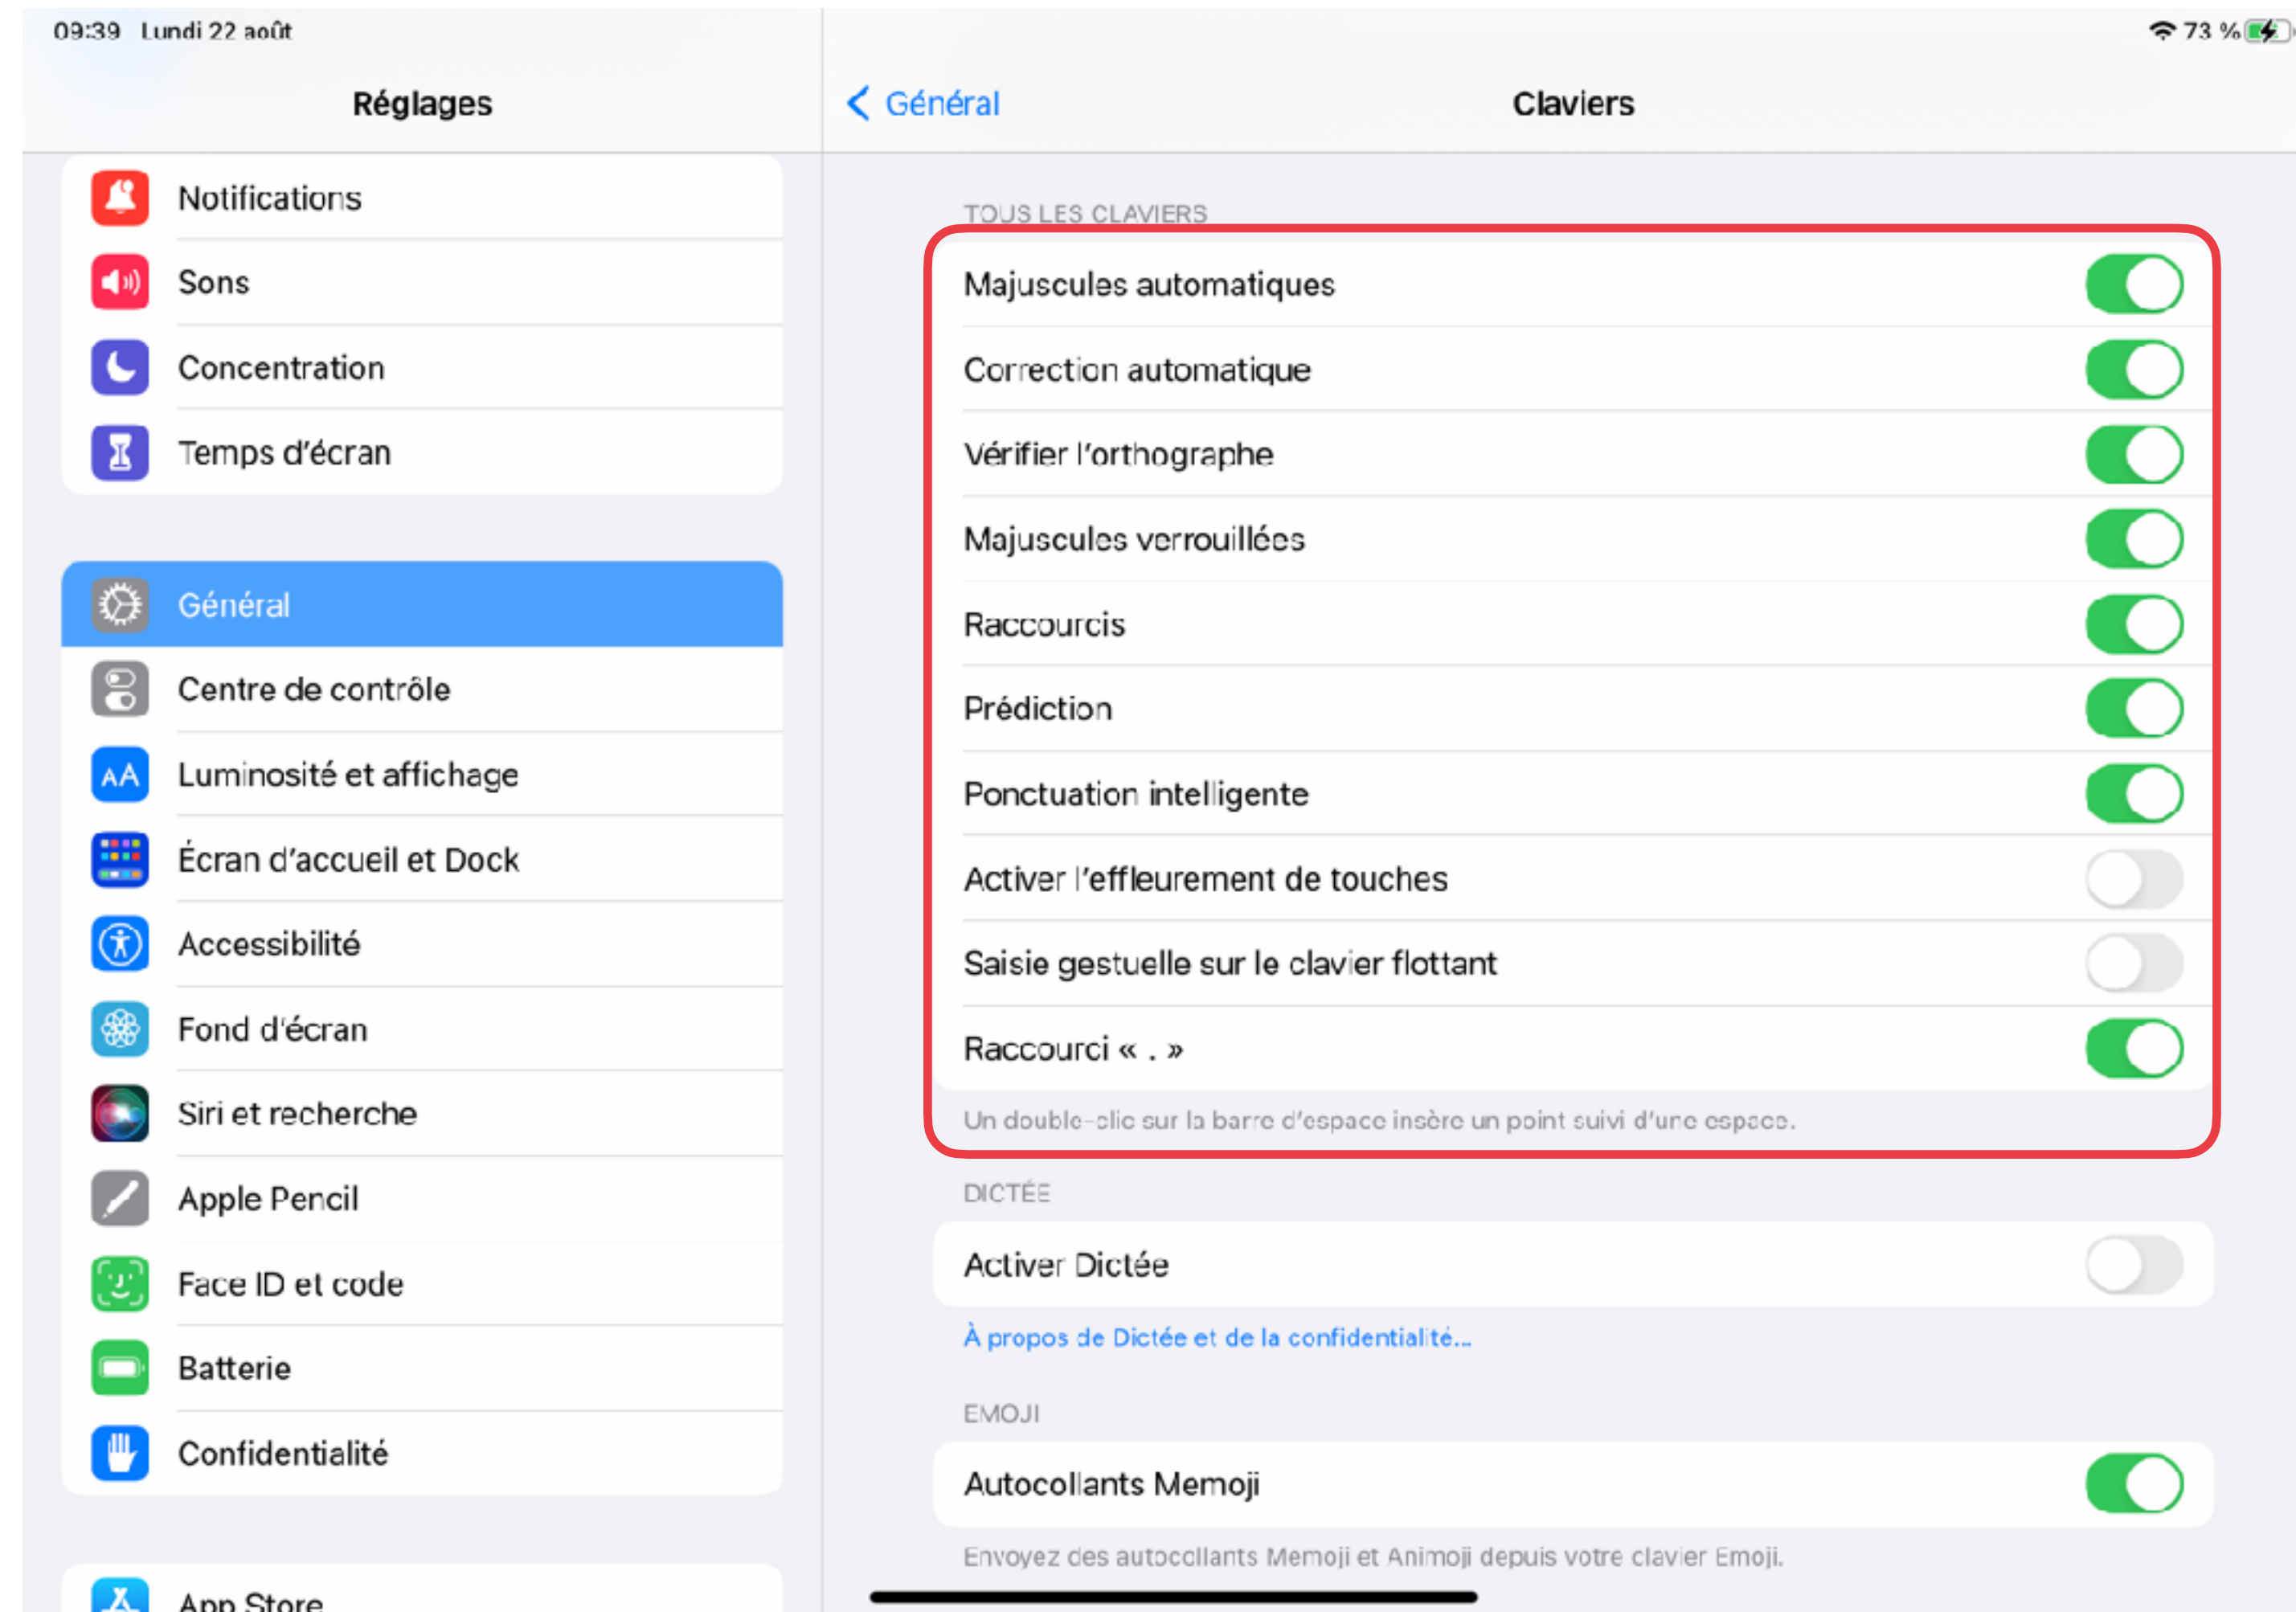 09:39 Lundi 22 août
73 %
Réglages
Notifications
Sons
Concentration
Temps d'écran
Général
Centre de contrôle
AA
Luminosité et affichage
Écran d'accueil et Dock
Accessibilité
Fond d'écran
Siri et recherche
Apple Pencil
Face ID et code
Batterie
Confidentialité
App Store
Général
Claviers
TOUS LES CLAVIERS
Majuscules automatiques
Correction automatique
Vérifier l'orthographe
Majuscules verrouillées
Raccourcis
Prédiction
Ponctuation intelligente
Activer l'effleurement de touches
Saisie gestuelle sur le clavier flottant
Raccourci « . »
Un double-clic sur la barre d'espace insère un point suivi d'une espace.
DICTÉE
Activer Dictée
À propos de Dictée et de la confidentialité...
EMOJI
Autocollants Memoji
Envoyez des autocollants Memoji et Animoji depuis votre clavier Emoji.